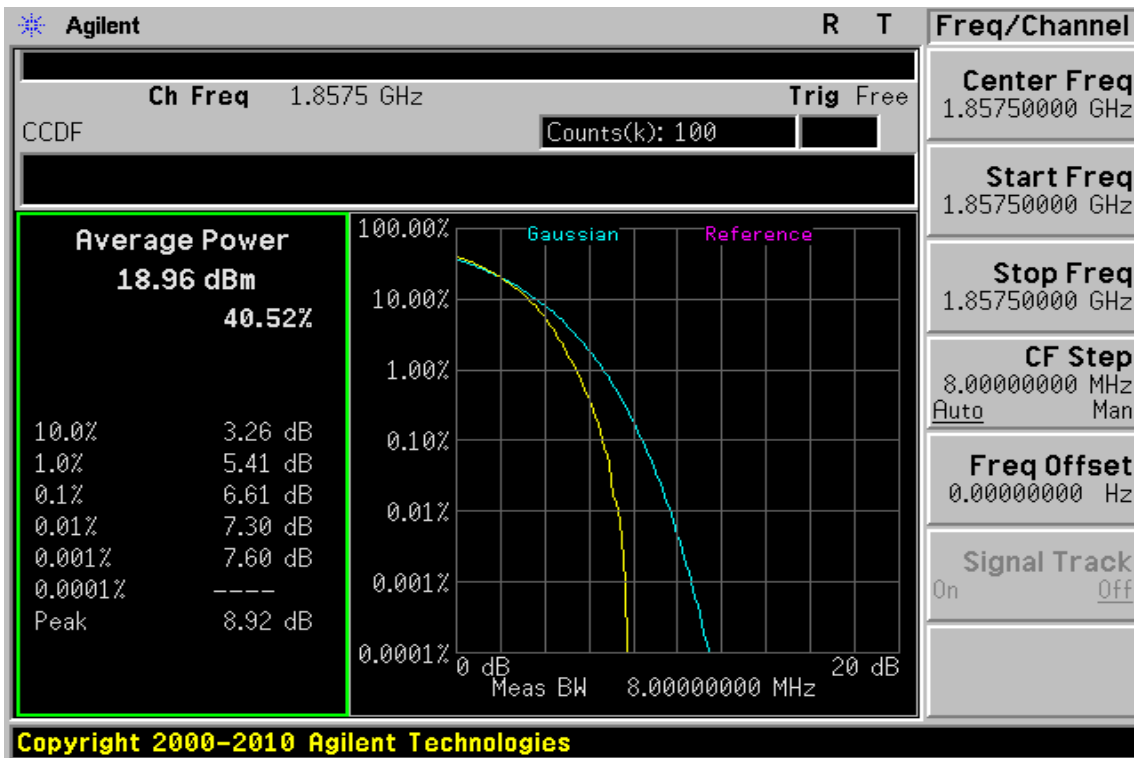 Agilent R T
Ch Freq 1.8575 GHz Trig Free
CCDF Counts(k): 100
Average Power
18.96 dBm
40.52%
10.0% 3.26 dB
1.0% 5.41 dB
0.1% 6.61 dB
0.01% 7.30 dB
0.001% 7.60 dB
0.0001% ----
Peak 8.92 dB
Gaussian Reference
100.00%
10.00%
1.00%
0.10%
0.01%
0.001%
0.0001%
0 dB 20 dB
Meas BW 8.00000000 MHz
Freq/Channel
Center Freq
1.85750000 GHz
Start Freq
1.85750000 GHz
Stop Freq
1.85750000 GHz
CF Step
8.00000000 MHz
Auto Man
Freq Offset
0.00000000 Hz
Signal Track
On Off
Copyright 2000-2010 Agilent Technologies